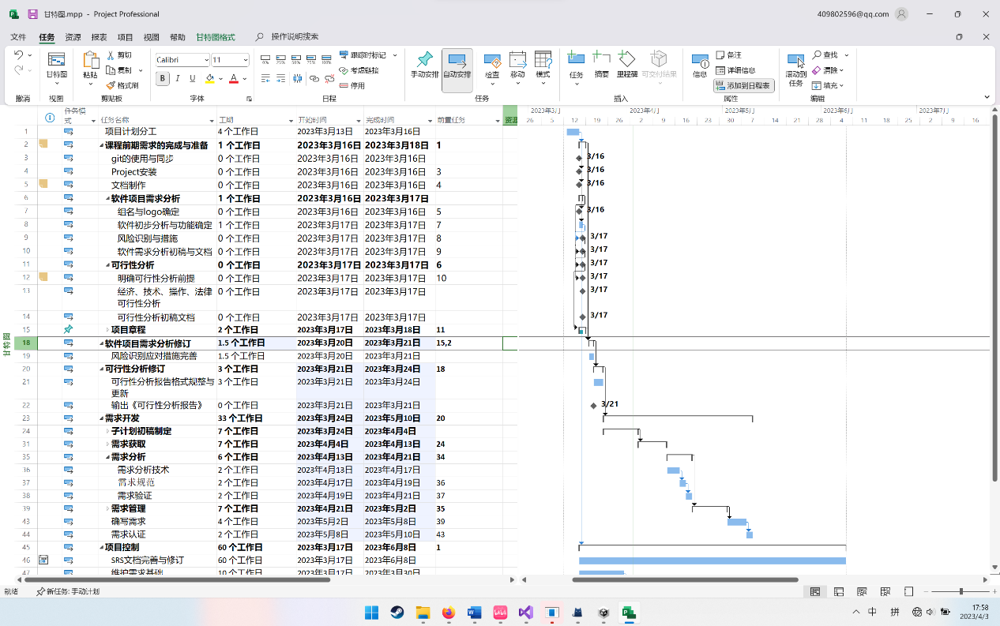 甘特图.mpp - Project Professional
409802596@qq.com
文件 任务 资源 报表 项目 视图 帮助 甘特图格式 操作说明搜索
甘特图 粘贴 剪切 复制 格式刷 Calibri 11 B I U A
0% 25% 50% 75% 100% 跟踪时标记 考虑链接 停用
手动安排 自动安排 检查 移动 模式 任务 摘要 里程碑 可交付结果
信息 备注 详细信息 添加到日程表 滚动到任务 查找 清除 填充
撤消 视图 剪贴板 字体 日程 任务 插入 属性 编辑
任务模式 任务名称 工期 开始时间 完成时间 前置任务 资源
2023年3月 2023年4月 2023年5月 2023年6月 2023年7月
26 5 12 19 26 2 9 16 23 30 7 14 21 28 4 11 18 25 2 9 16
1 项目计划分工 4 个工作日 2023年3月13日 2023年3月16日
2 课程前期需求的完成与准备 1 个工作日 2023年3月16日 2023年3月18日 1
3 git的使用与同步 0 个工作日 2023年3月16日 2023年3月16日 3/16
4 Project安装 0 个工作日 2023年3月16日 2023年3月16日 3 3/16
5 文档制作 0 个工作日 2023年3月16日 2023年3月16日 4 3/16
6 软件项目需求分析 1 个工作日 2023年3月16日 2023年3月17日
7 组名与logo确定 0 个工作日 2023年3月16日 2023年3月16日 5 3/16
8 软件初步分析与功能确定 1 个工作日 2023年3月16日 2023年3月17日 7
9 风险识别与措施 0 个工作日 2023年3月17日 2023年3月17日 8 3/17
10 软件需求分析初稿与文档 0 个工作日 2023年3月17日 2023年3月17日 9 3/17
11 可行性分析 0 个工作日 2023年3月17日 2023年3月17日 6 3/17
12 明确可行性分析前提 0 个工作日 2023年3月17日 2023年3月17日 10 3/17
13 经济、技术、操作、法律 0 个工作日 2023年3月17日 2023年3月17日 3/17
可行性分析
14 可行性分析初稿文档 0 个工作日 2023年3月17日 2023年3月17日 3/17
15 项目章程 2 个工作日 2023年3月17日 2023年3月18日 11
甘特图
18 软件项目需求分析修订 1.5 个工作日 2023年3月20日 2023年3月21日 15,2
19 风险识别应对措施完善 1.5 个工作日 2023年3月20日 2023年3月21日
20 可行性分析修订 3 个工作日 2023年3月21日 2023年3月24日 18
21 可行性分析报告格式规整与 3 个工作日 2023年3月21日 2023年3月24日
更新
22 输出《可行性分析报告》 0 个工作日 2023年3月21日 2023年3月21日 3/21
23 需求开发 33 个工作日 2023年3月24日 2023年5月10日 20
24 子计划初稿制定 7 个工作日 2023年3月24日 2023年4月4日
31 需求获取 7 个工作日 2023年4月4日 2023年4月13日 24
35 需求分析 6 个工作日 2023年4月13日 2023年4月21日 34
36 需求分析技术 2 个工作日 2023年4月13日 2023年4月17日
37 需求规范 2 个工作日 2023年4月17日 2023年4月19日 36
38 需求验证 2 个工作日 2023年4月19日 2023年4月21日 37
39 需求管理 7 个工作日 2023年4月21日 2023年5月2日 35
43 确写需求 4 个工作日 2023年5月2日 2023年5月8日 39
44 需求认证 2 个工作日 2023年5月8日 2023年5月10日 43
45 项目控制 60 个工作日 2023年3月17日 2023年6月8日 1
46 SRS文档完善与修订 60 个工作日 2023年3月17日 2023年6月8日
47 维护需求基础 10 个工作日 2023年3月17日 2023年3月30日
就绪 新任务: 手动计划
中 拼 17:58
2023/4/3